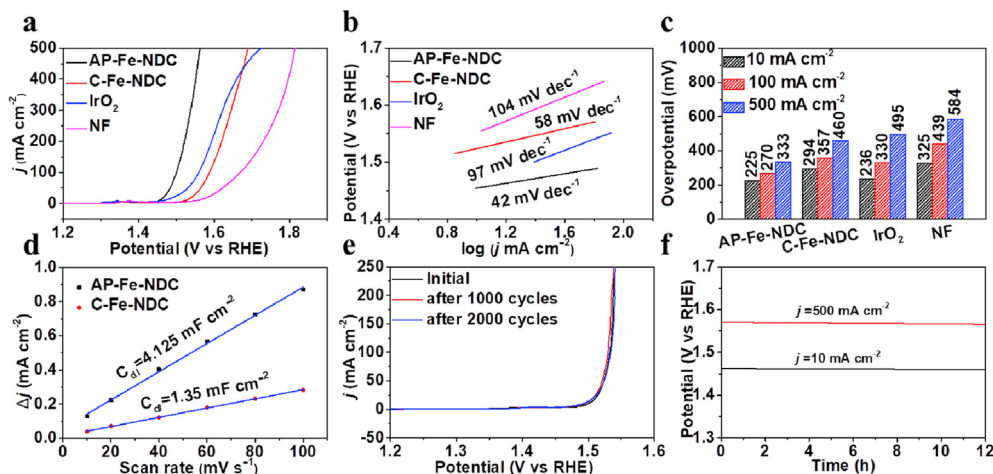 a
500
400
300
200
100
0
j (mA cm⁻²)
AP-Fe-NDC
C-Fe-NDC
IrO₂
NF
1.2 1.4 1.6 1.8
Potential (V vs RHE)
b
1.7
1.6
1.5
1.4
Potential (V vs RHE)
AP-Fe-NDC
C-Fe-NDC
IrO₂
NF
104 mV dec⁻¹
58 mV dec⁻¹
97 mV dec⁻¹
42 mV dec⁻¹
0.4 0.8 1.2 1.6 2.0 2.4
log (j mA cm⁻²)
c
1000
800
600
400
200
0
Overpotential (mV)
10 mA cm⁻²
100 mA cm⁻²
500 mA cm⁻²
225 270 333 294 357 460 236 330 495 325 439 584
AP-Fe-NDC C-Fe-NDC IrO₂ NF
d
1.0
0.8
0.6
0.4
0.2
0.0
Δj (mA cm⁻²)
AP-Fe-NDC
C-Fe-NDC
C_dl=4.125 mF cm⁻²
C_dl=1.35 mF cm⁻²
20 40 60 80 100
Scan rate (mV s⁻¹)
e
250
200
150
100
50
0
-50
j (mA cm⁻²)
Initial
after 1000 cycles
after 2000 cycles
1.2 1.3 1.4 1.5 1.6
Potential (V vs RHE)
f
1.7
1.6
1.5
1.4
1.3
Potential (V vs RHE)
j =500 mA cm⁻²
j =10 mA cm⁻²
0 2 4 6 8 10 12
Time (h)